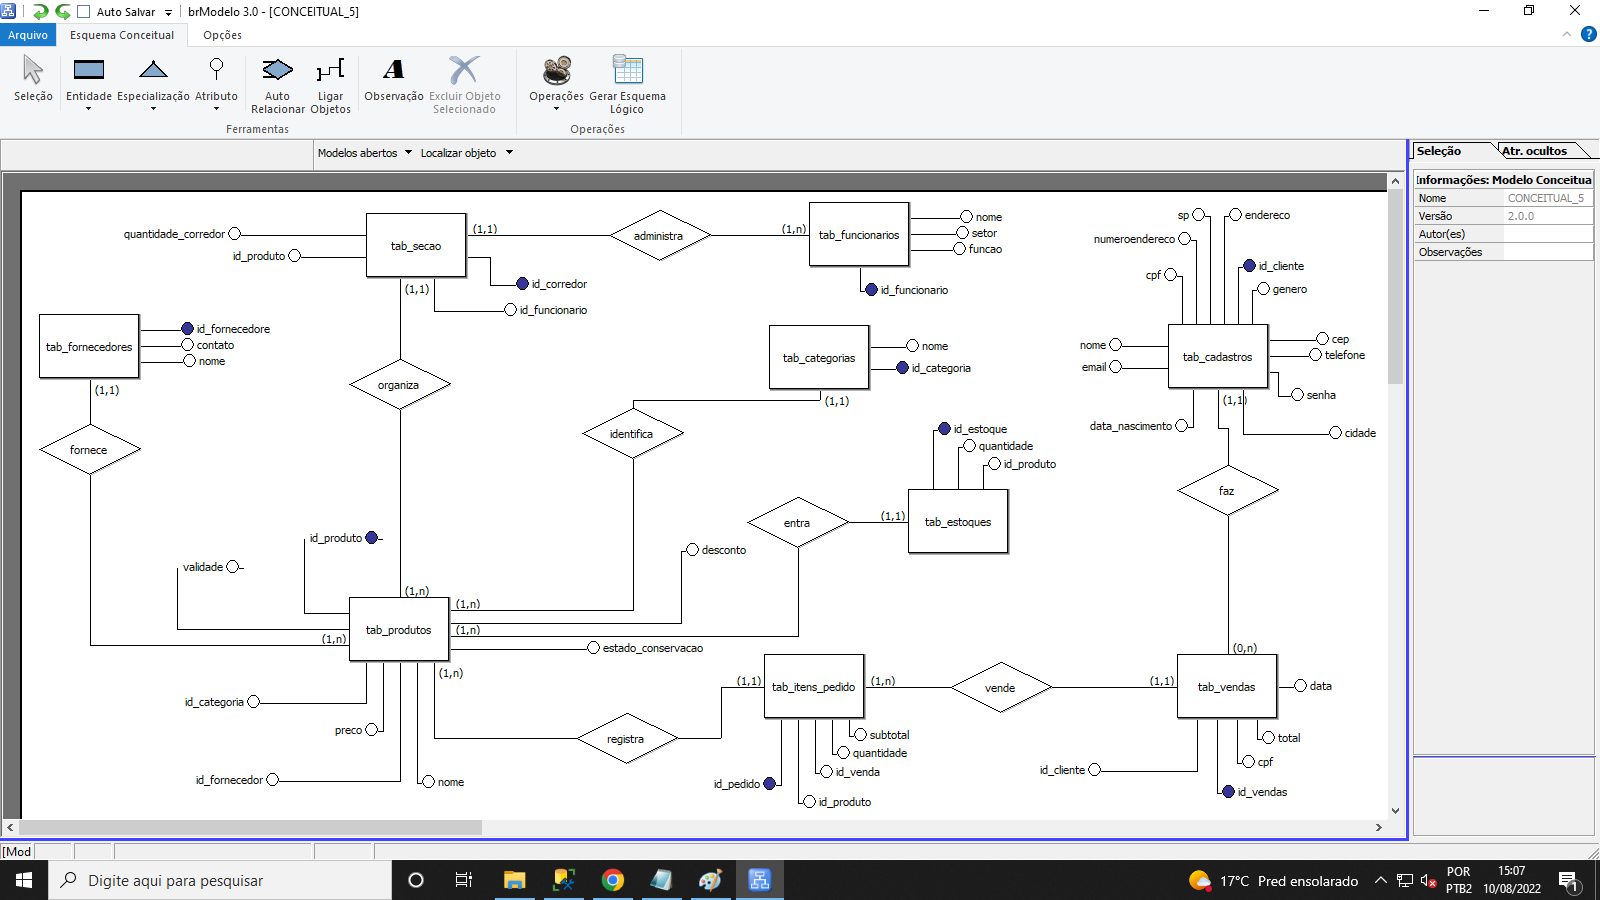 Auto Salvar
brModelo 3.0 - [CONCEITUAL_5]
Arquivo
Esquema Conceitual
Opções
Seleção
Entidade
Especialização
Atributo
Auto
Relacionar
Ligar
Objetos
A
Observação
Excluir Objeto
Selecionado
Operações
Gerar Esquema
Lógico
Ferramentas
Operações
Modelos abertos
Localizar objeto
Seleção
Atr. ocultos
Informações: Modelo Conceitua
Nome
CONCEITUAL_5
Versão
2.0.0
Autor(es)
Observações
quantidade_corredor
id_produto
tab_secao
(1,1)
administra
(1,n)
tab_funcionarios
nome
setor
funcao
id_funcionario
id_corredor
id_funcionario
(1,1)
sp
endereco
numeroendereco
cpf
id_cliente
genero
nome
email
tab_cadastros
cep
telefone
senha
(1,1)
data_nascimento
cidade
tab_fornecedores
id_fornecedore
contato
nome
(1,1)
fornece
organiza
tab_categorias
nome
id_categoria
(1,1)
identifica
id_estoque
quantidade
id_produto
faz
entra
(1,1)
tab_estoques
id_produto
validade
desconto
(1,n)
(1,n)
(1,n)
(1,n)
tab_produtos
estado_conservacao
(1,n)
(0,n)
id_categoria
preco
id_fornecedor
nome
registra
(1,1)
tab_itens_pedido
(1,n)
vende
(1,1)
tab_vendas
data
subtotal
quantidade
id_venda
id_pedido
id_produto
total
cpf
id_cliente
id_vendas
[Mod
Digite aqui para pesquisar
17°C Pred ensolarado
POR
PTB2
15:07
10/08/2022
1